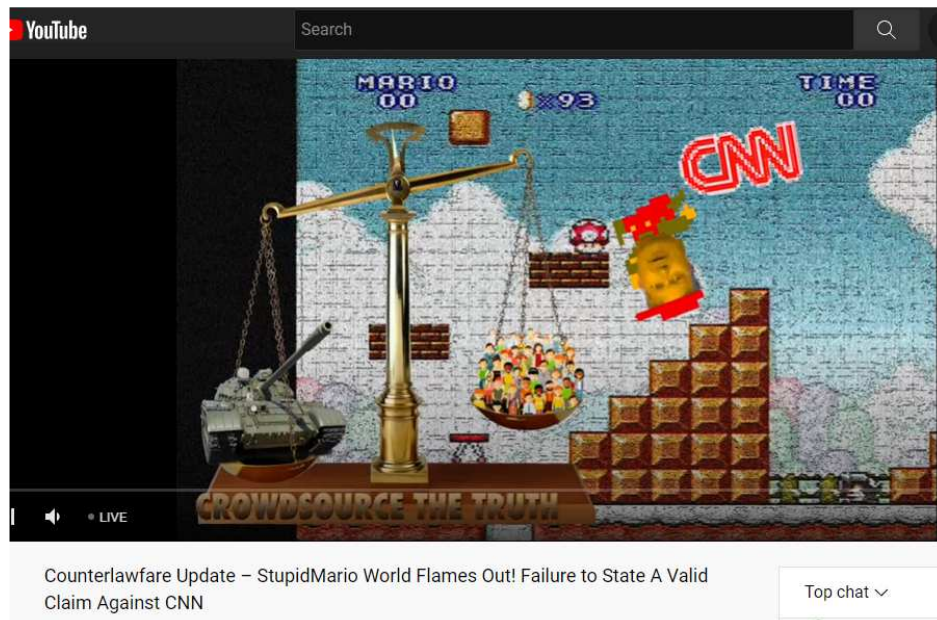 YouTube
Search
MARIO
00
×93
TIME
00
CNN
CROWDSOURCE THE TRUTH
LIVE
Counterlawfare Update – StupidMario World Flames Out! Failure to State A Valid
Claim Against CNN
Top chat